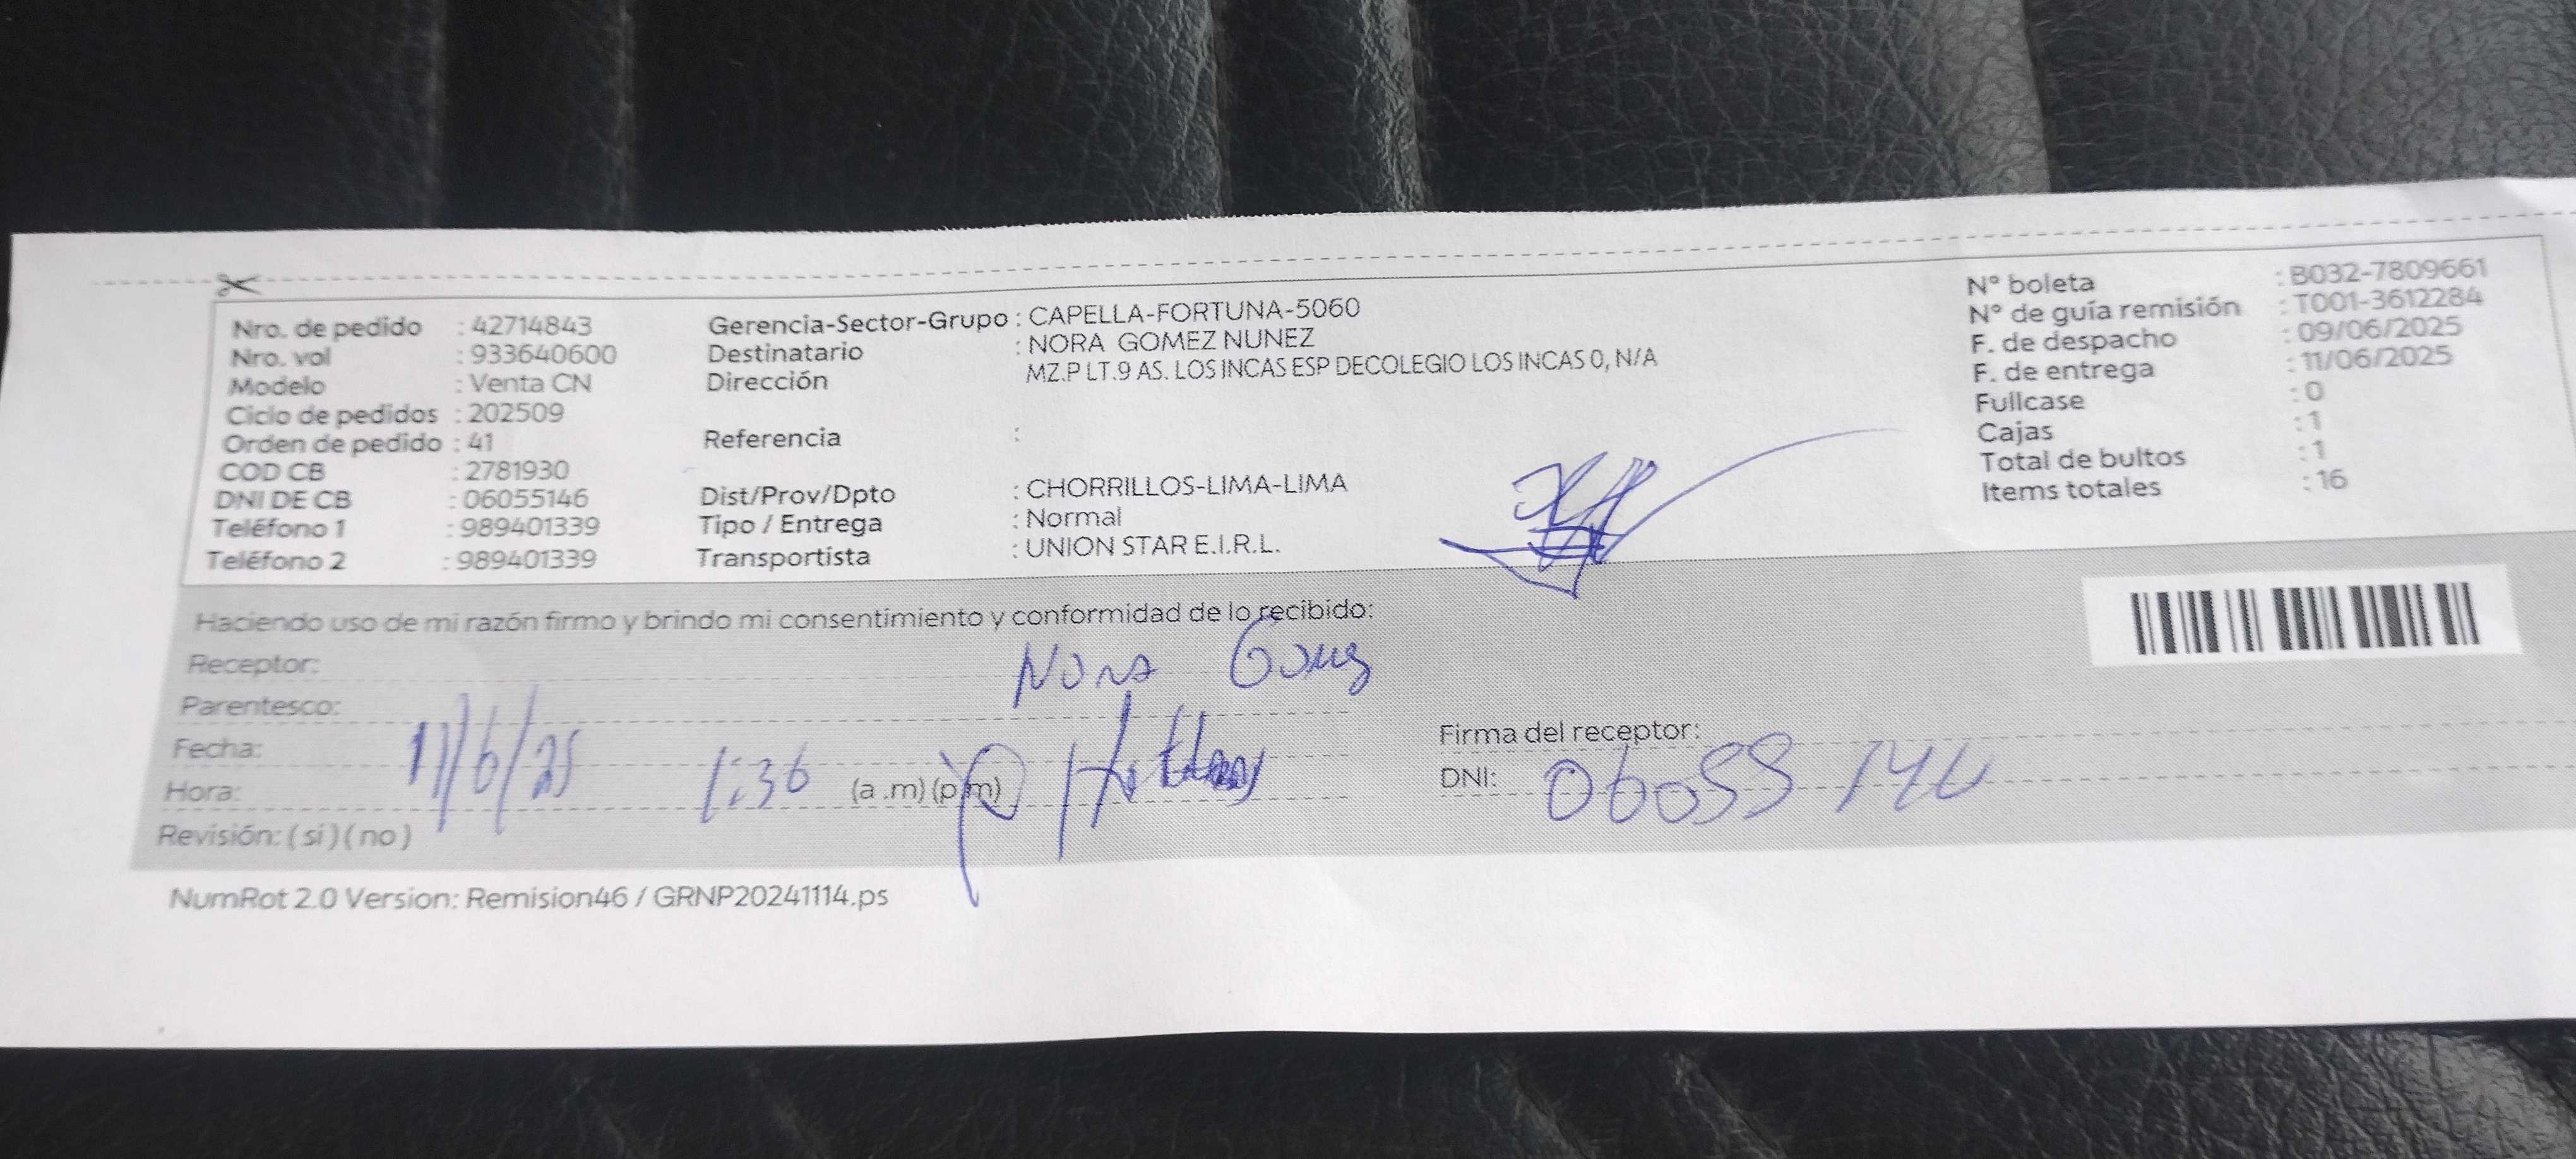 Nro. de pedido : 42714843
Nro. vol : 933640600
Modelo : Venta CN
Ciclo de pedidos : 202509
Orden de pedido : 41
COD CB : 2781930
DNI DE CB : 06055146
Teléfono 1 : 989401339
Teléfono 2 : 989401339
Gerencia-Sector-Grupo : CAPELLA-FORTUNA-5060
Destinatario : NORA GOMEZ NUNEZ
Dirección MZ.P LT.9 AS. LOS INCAS ESP DECOLEGIO LOS INCAS 0, N/A
Referencia :
Dist/Prov/Dpto : CHORRILLOS-LIMA-LIMA
Tipo / Entrega : Normal
Transportista : UNION STAR E.I.R.L.
N° boleta : B032-7809661
N° de guía remisión : T001-3612284
F. de despacho : 09/06/2025
F. de entrega : 11/06/2025
Fullcase : 0
Cajas : 1
Total de bultos : 1
Items totales : 16
Haciendo uso de mi razón firmo y brindo mi consentimiento y conformidad de lo recibido:
Receptor: Nora
Parentesco:
Fecha: 11/6/25
Hora: 1:36 (a .m) (p.m)
Revisión: ( si ) ( no )
Firma del receptor:
DNI: 06055146
NumRot 2.0 Version: Remision46 / GRNP20241114.ps